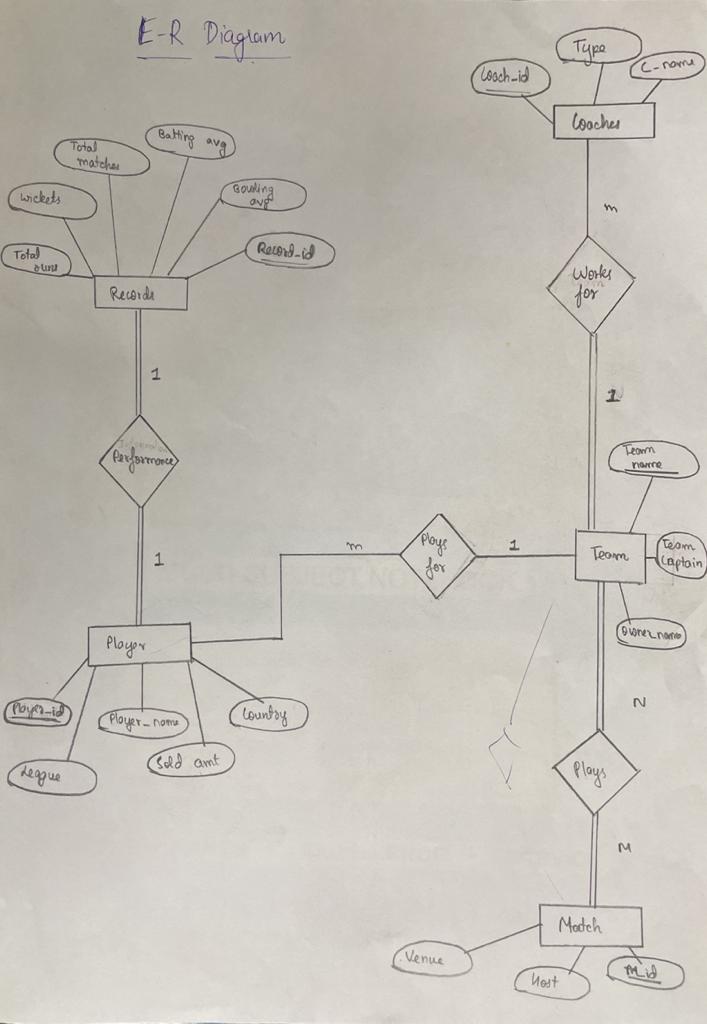 E-R Diagram
Type
C-name
Coach_id
Coaches
Batting avg
Total
matches
Bowling
avg
Wickets
Record_id
Total
runs
Records
m
Works
for
1
1
Performance
Team
name
m
Plays
for
1
Team
Team
Captain
1
Player
Owner_name
Player_id
Player_name
Country
N
League
Sold amt
Plays
M
Match
Venue
Host
M_id